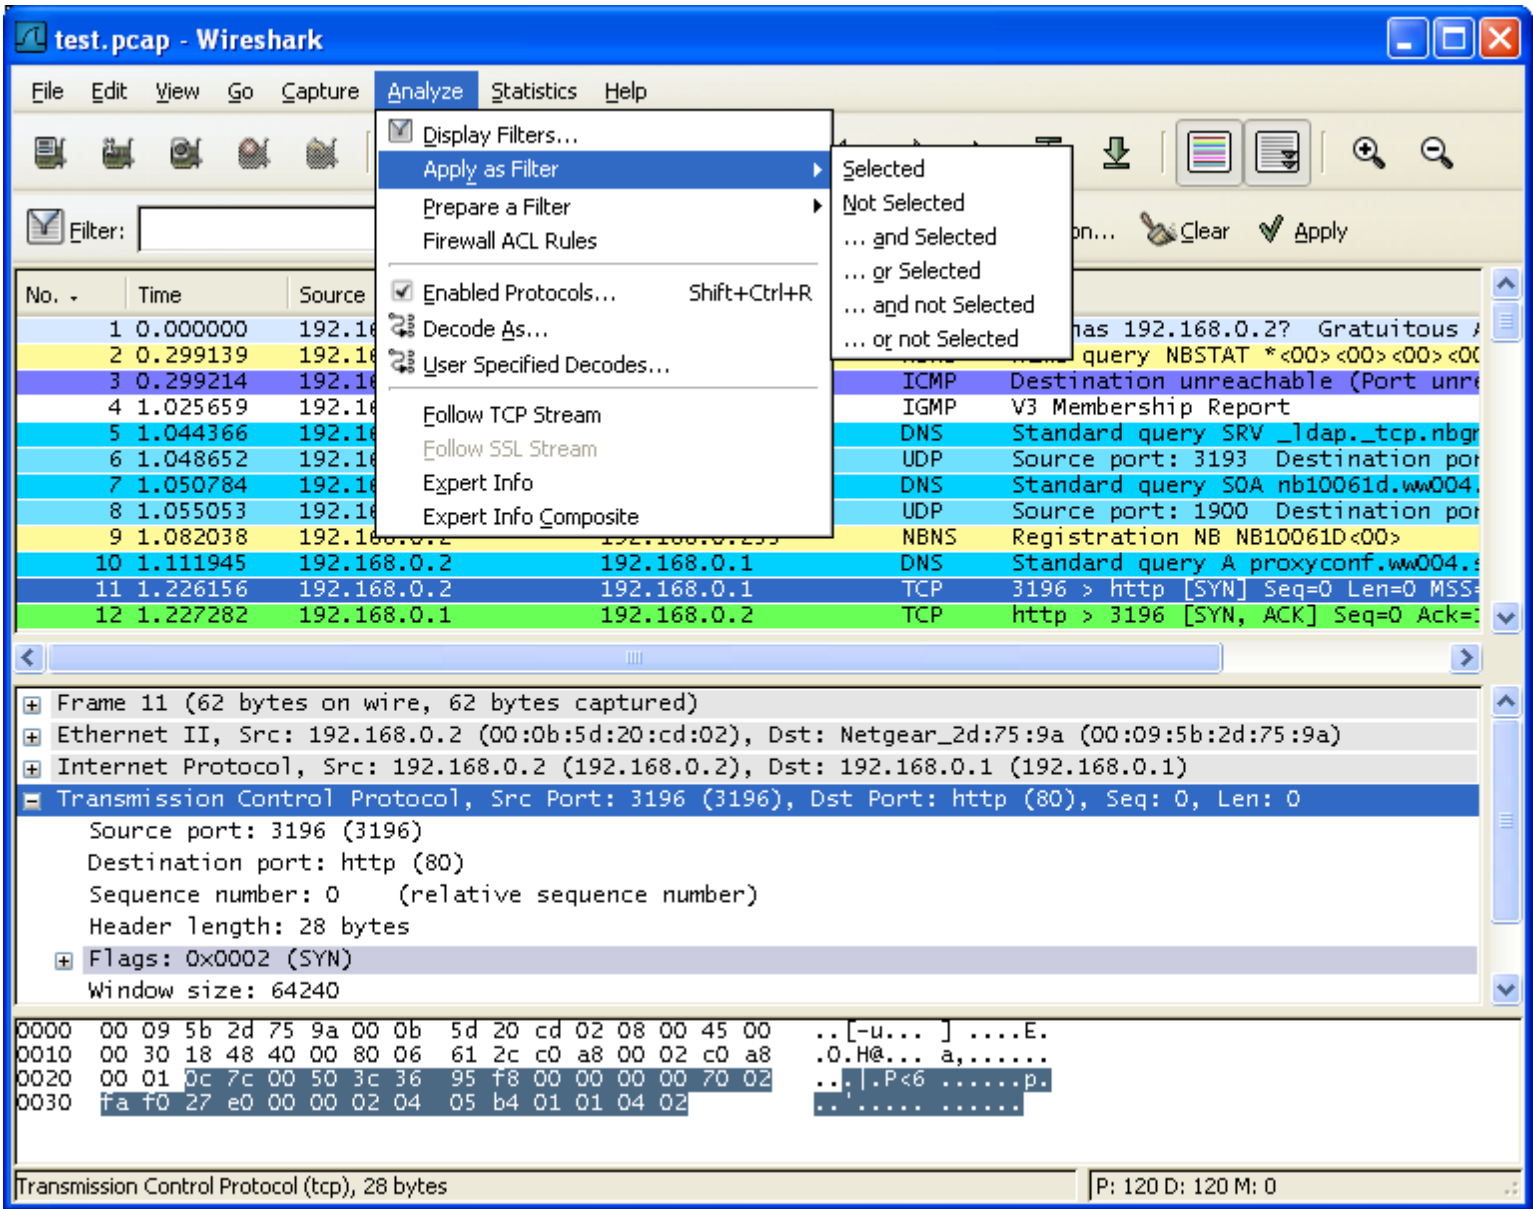 test.pcap - Wireshark
File Edit View Go Capture Analyze Statistics Help
Display Filters...
Apply as Filter
Prepare a Filter
Firewall ACL Rules
Enabled Protocols... Shift+Ctrl+R
Decode As...
User Specified Decodes...
Follow TCP Stream
Follow SSL Stream
Expert Info
Expert Info Composite
Selected
Not Selected
... and Selected
... or Selected
... and not Selected
... or not Selected
Filter: on... Clear Apply
No. Time Source
1 0.000000 192.16 has 192.168.0.2? Gratuitous A
2 0.299139 192.16 query NBSTAT *<00><00><00><00
3 0.299214 192.16 ICMP Destination unreachable (Port unre
4 1.025659 192.16 IGMP V3 Membership Report
5 1.044366 192.16 DNS Standard query SRV _ldap._tcp.nbgm
6 1.048652 192.16 UDP Source port: 3193 Destination por
7 1.050784 192.16 DNS Standard query SOA nb10061d.ww004.
8 1.055053 192.16 UDP Source port: 1900 Destination por
9 1.082038 192.168.0.2 192.168.0.255 NBNS Registration NB NB10061D<00>
10 1.111945 192.168.0.2 192.168.0.1 DNS Standard query A proxyconf.ww004.s
11 1.226156 192.168.0.2 192.168.0.1 TCP 3196 > http [SYN] Seq=0 Len=0 MSS=
12 1.227282 192.168.0.1 192.168.0.2 TCP http > 3196 [SYN, ACK] Seq=0 Ack=1
Frame 11 (62 bytes on wire, 62 bytes captured)
Ethernet II, Src: 192.168.0.2 (00:0b:5d:20:cd:02), Dst: Netgear_2d:75:9a (00:09:5b:2d:75:9a)
Internet Protocol, Src: 192.168.0.2 (192.168.0.2), Dst: 192.168.0.1 (192.168.0.1)
Transmission Control Protocol, Src Port: 3196 (3196), Dst Port: http (80), Seq: 0, Len: 0
Source port: 3196 (3196)
Destination port: http (80)
Sequence number: 0 (relative sequence number)
Header length: 28 bytes
Flags: 0x0002 (SYN)
Window size: 64240
0000 00 09 5b 2d 75 9a 00 0b 5d 20 cd 02 08 00 45 00 ..[-u... ] ....E.
0010 00 30 18 48 40 00 80 06 61 2c c0 a8 00 02 c0 a8 .0.H@... a,......
0020 00 01 0c 7c 00 50 3c 36 95 f8 00 00 00 00 70 02 ...|.P<6 ......p.
0030 fa f0 27 e0 00 00 02 04 05 b4 01 01 04 02 ..'..... ......
Transmission Control Protocol (tcp), 28 bytes P: 120 D: 120 M: 0